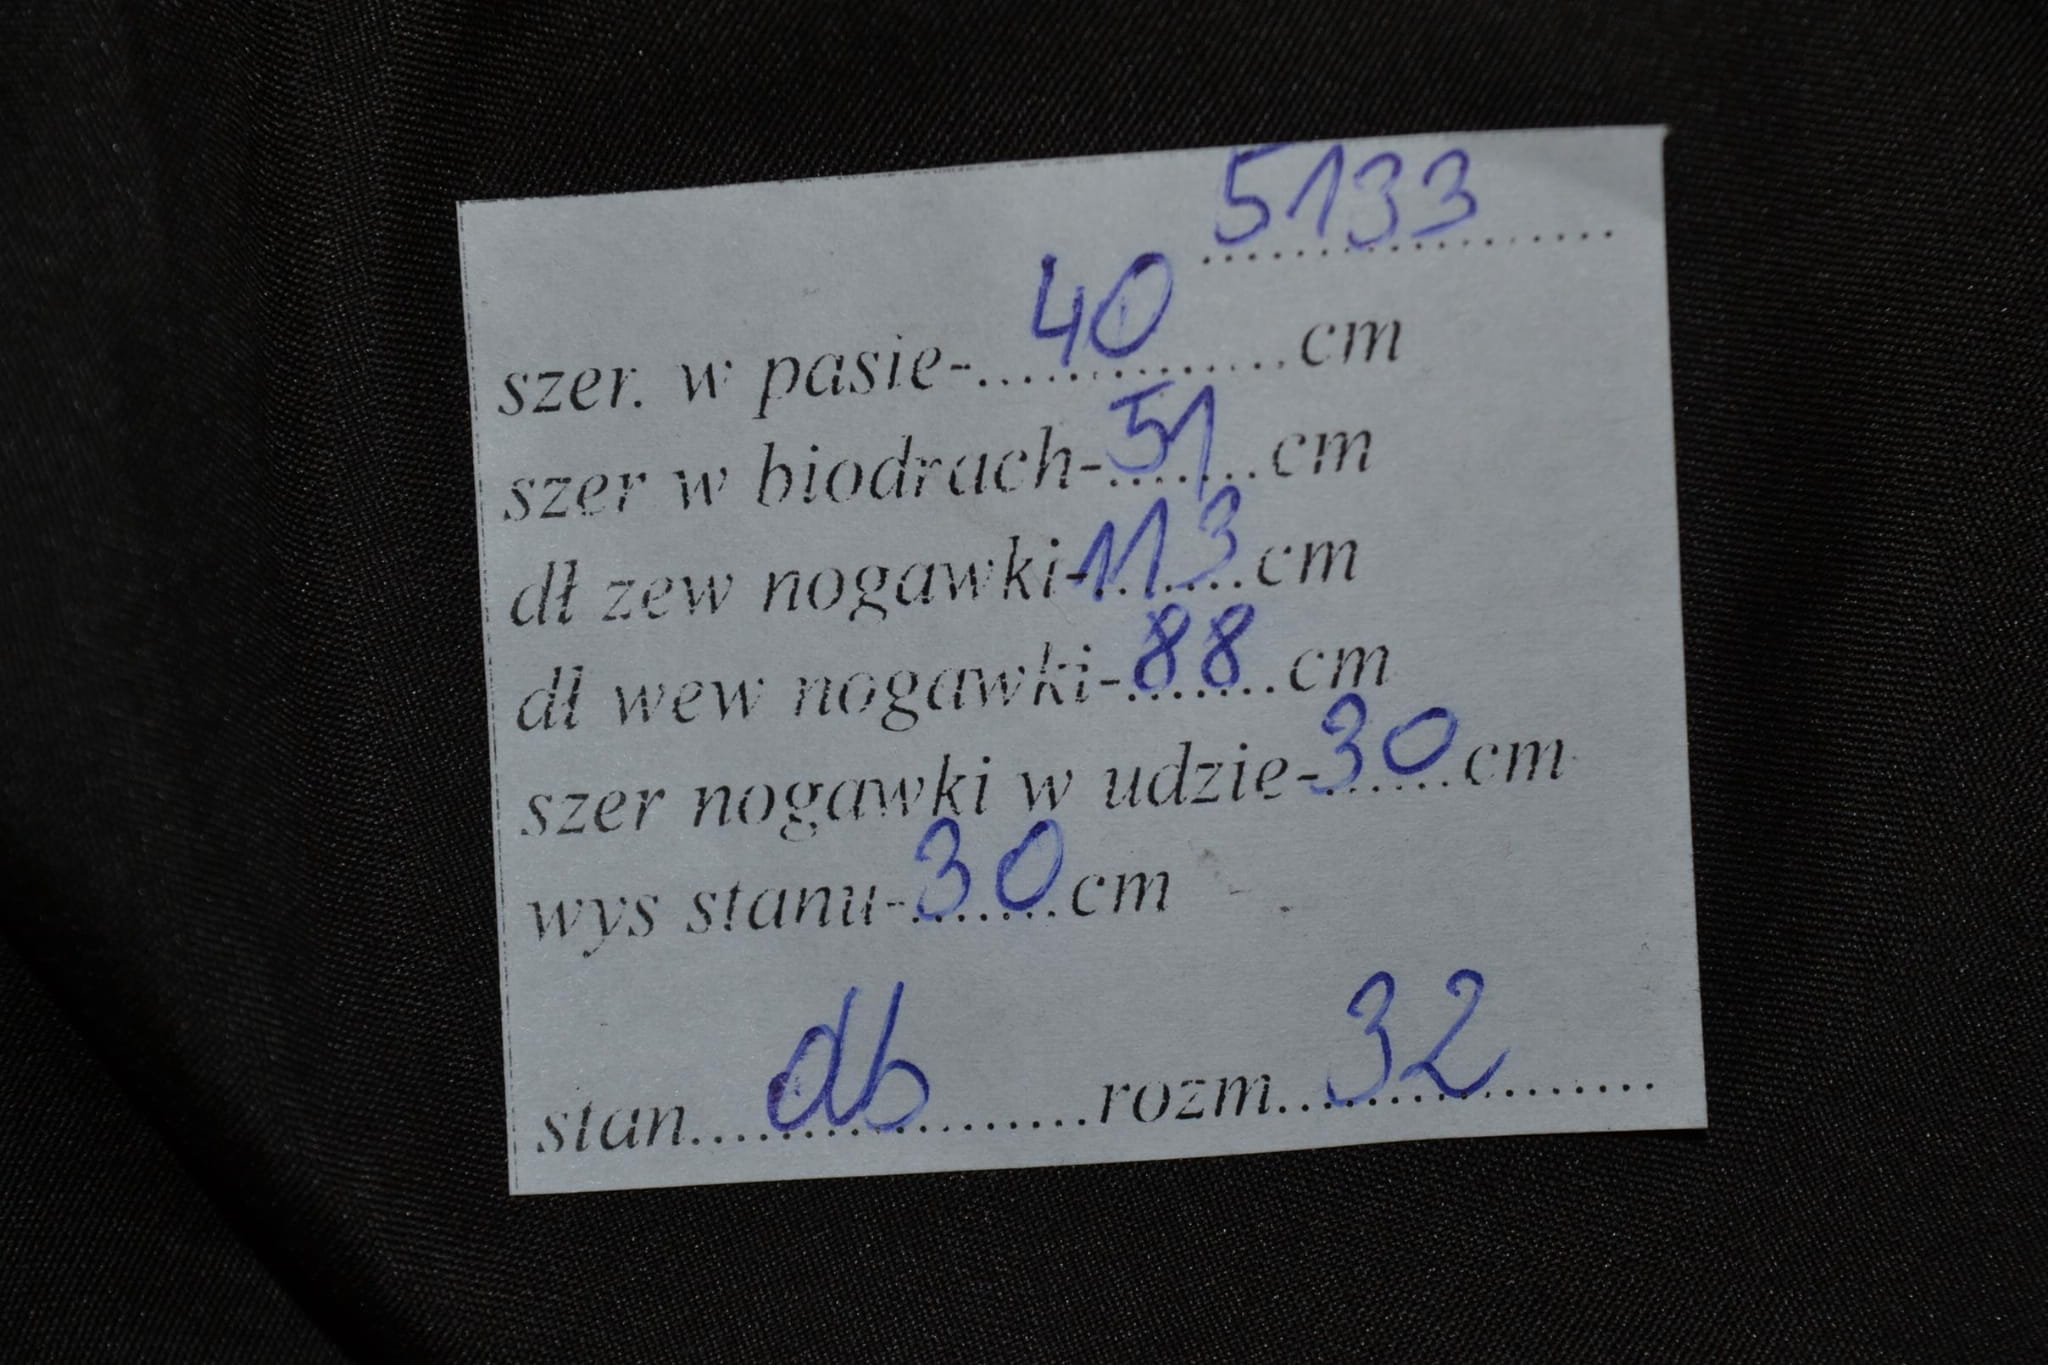 5133
szer. w pasie-40cm
szer w biodrach-51cm
dł zew nogawki-113cm
dł wew nogawki-88cm
szer nogawki w udzie-30cm
wys stanu-30cm
stan db rozm 32